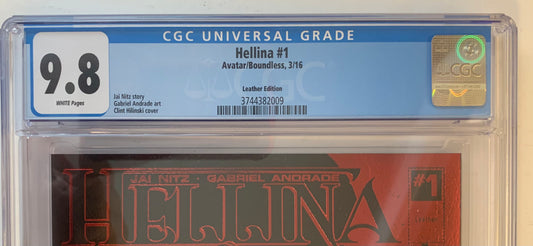 CGC UNIVERSAL GRADE
9.8
WHITE Pages
Hellina #1
Avatar/Boundless, 3/16
Leather Edition
Jai Nitz story
Gabriel Andrade art
Clint Hilinski cover
3744382009
CGC
JAI NITZ - GABRIEL ANDRADE
HELLINA
#1